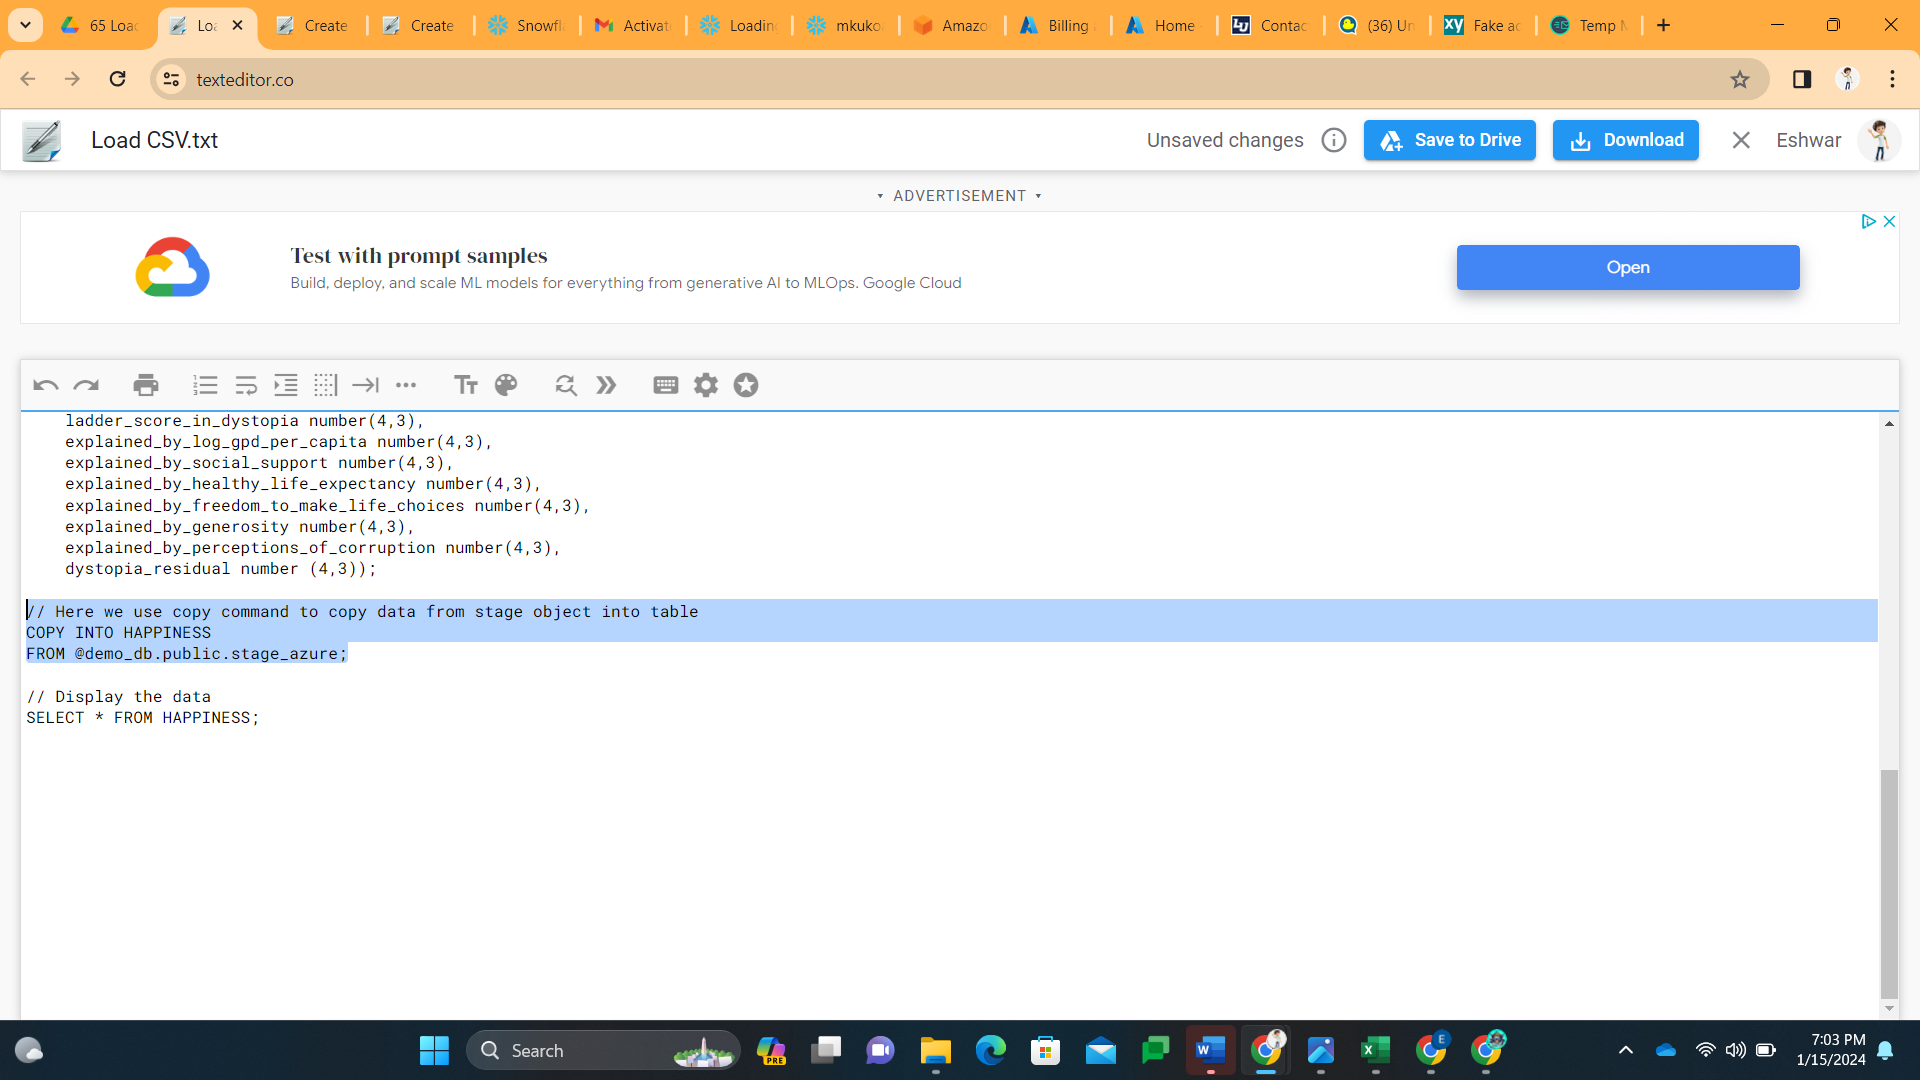 65 Loa
Loa
Create
Create
Snowfl
Activat
Loading
mkuko
Amazo
Billing
Home
Contac
(36) Un
Fake ac
Temp M
texteditor.co
Load CSV.txt
Unsaved changes
Save to Drive
Download
Eshwar
ADVERTISEMENT
Test with prompt samples
Build, deploy, and scale ML models for everything from generative AI to MLOps. Google Cloud
Open
ladder_score_in_dystopia number(4,3),
explained_by_log_gpd_per_capita number(4,3),
explained_by_social_support number(4,3),
explained_by_healthy_life_expectancy number(4,3),
explained_by_freedom_to_make_life_choices number(4,3),
explained_by_generosity number(4,3),
explained_by_perceptions_of_corruption number(4,3),
dystopia_residual number (4,3));
// Here we use copy command to copy data from stage object into table
COPY INTO HAPPINESS
FROM @demo_db.public.stage_azure;
// Display the data
SELECT * FROM HAPPINESS;
Search
PRE
7:03 PM
1/15/2024